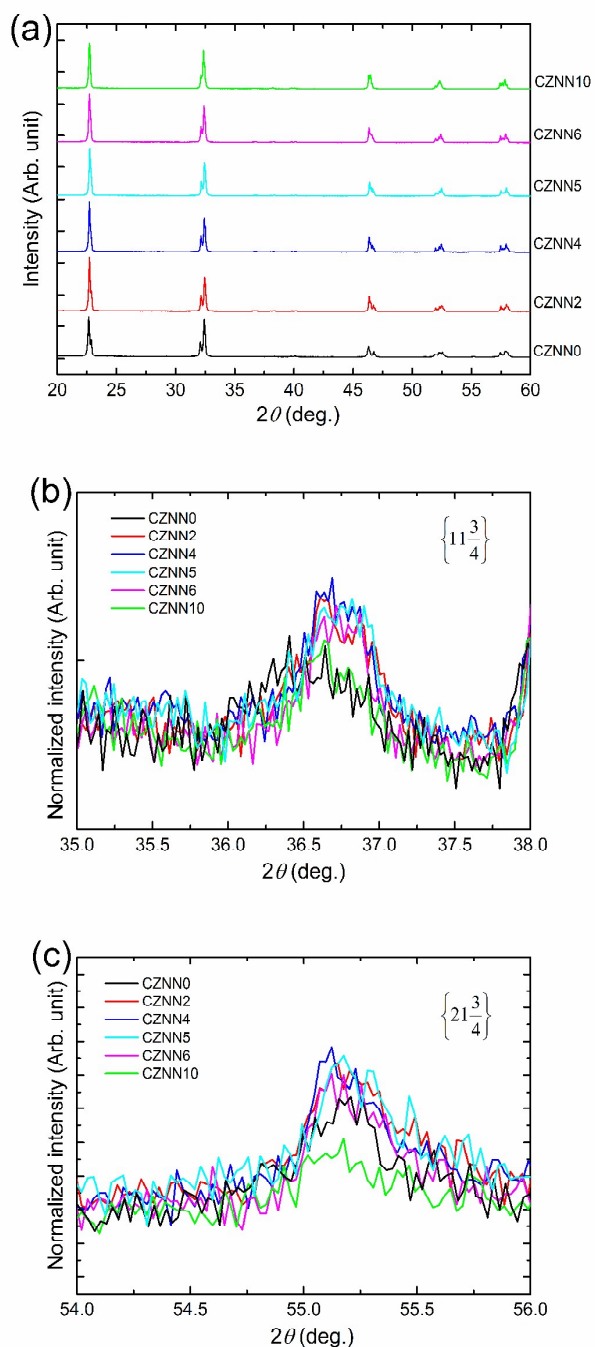 (a)
Intensity (Arb. unit)
CZNN10
CZNN6
CZNN5
CZNN4
CZNN2
CZNN0
20 25 30 35 40 45 50 55 60
2θ (deg.)
(b)
Normalized intensity (Arb. unit)
CZNN0
CZNN2
CZNN4
CZNN5
CZNN6
CZNN10
{11 3/4}
35.0 35.5 36.0 36.5 37.0 37.5 38.0
2θ (deg.)
(c)
Normalized intensity (Arb. unit)
CZNN0
CZNN2
CZNN4
CZNN5
CZNN6
CZNN10
{21 3/4}
54.0 54.5 55.0 55.5 56.0
2θ (deg.)